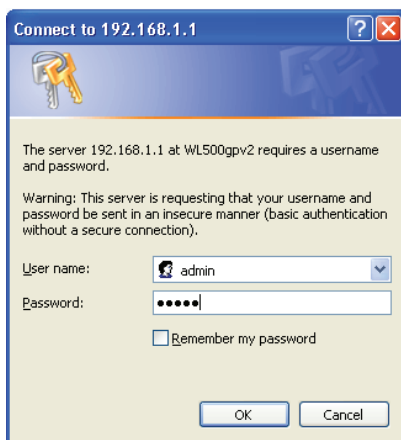 Connect to 192.168.1.1
The server 192.168.1.1 at WL500gpv2 requires a username
and password.
Warning: This server is requesting that your username and
password be sent in an insecure manner (basic authentication
without a secure connection).
User name: admin
Password: •••••
Remember my password
OK Cancel